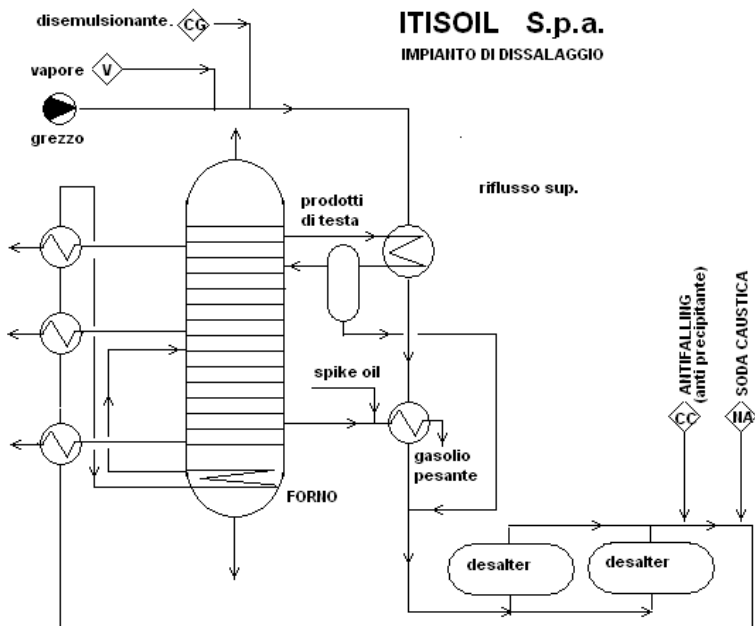 ITISOIL S.p.a.
IMPIANTO DI DISSALAGGIO
disemulsionante.
CG
vapore
V
grezzo
riflusso sup.
prodotti
di testa
spike oil
gasolio
pesante
FORNO
ANTIFALLING
(anti precipitante)
CC
SODA CAUSTICA
NA
desalter
desalter